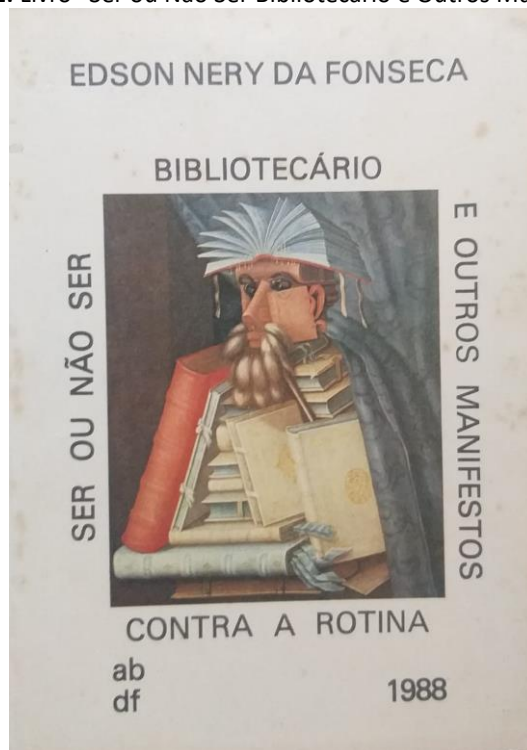 EDSON NERY DA FONSECA
SER OU NÃO SER
BIBLIOTECÁRIO
E OUTROS MANIFESTOS
CONTRA A ROTINA
ab
df
1988